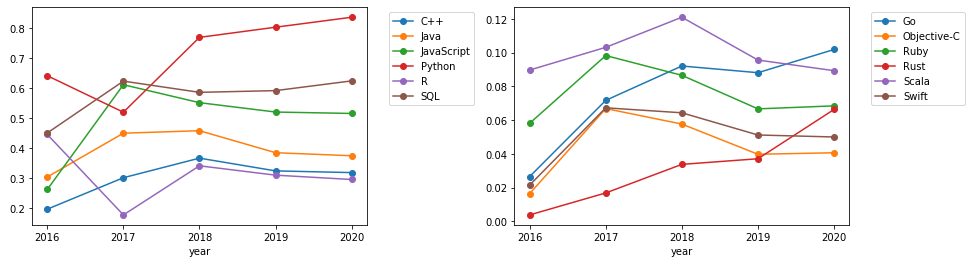 0.8
0.7
0.6
0.5
0.4
0.3
0.2
2016 2017 2018 2019 2020
year
C++
Java
JavaScript
Python
R
SQL
0.12
0.10
0.08
0.06
0.04
0.02
0.00
2016 2017 2018 2019 2020
year
Go
Objective-C
Ruby
Rust
Scala
Swift